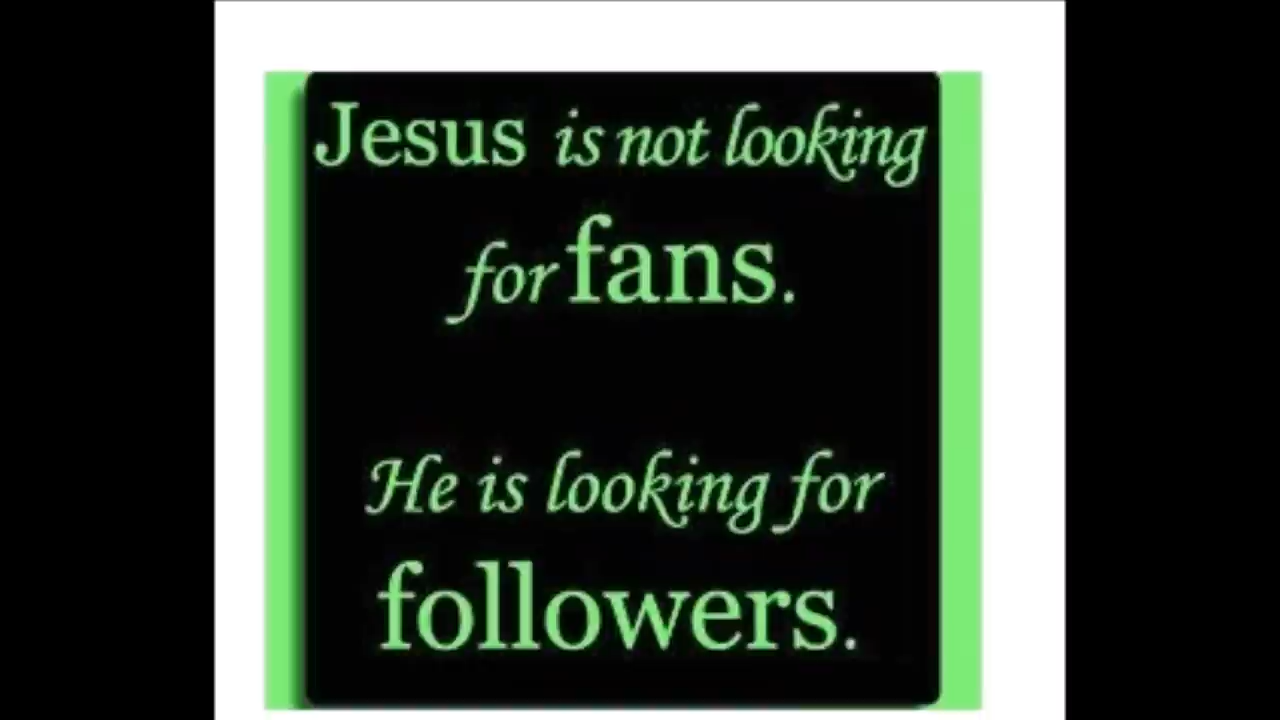 Jesus is not looking
for fans.
He is looking for
followers.